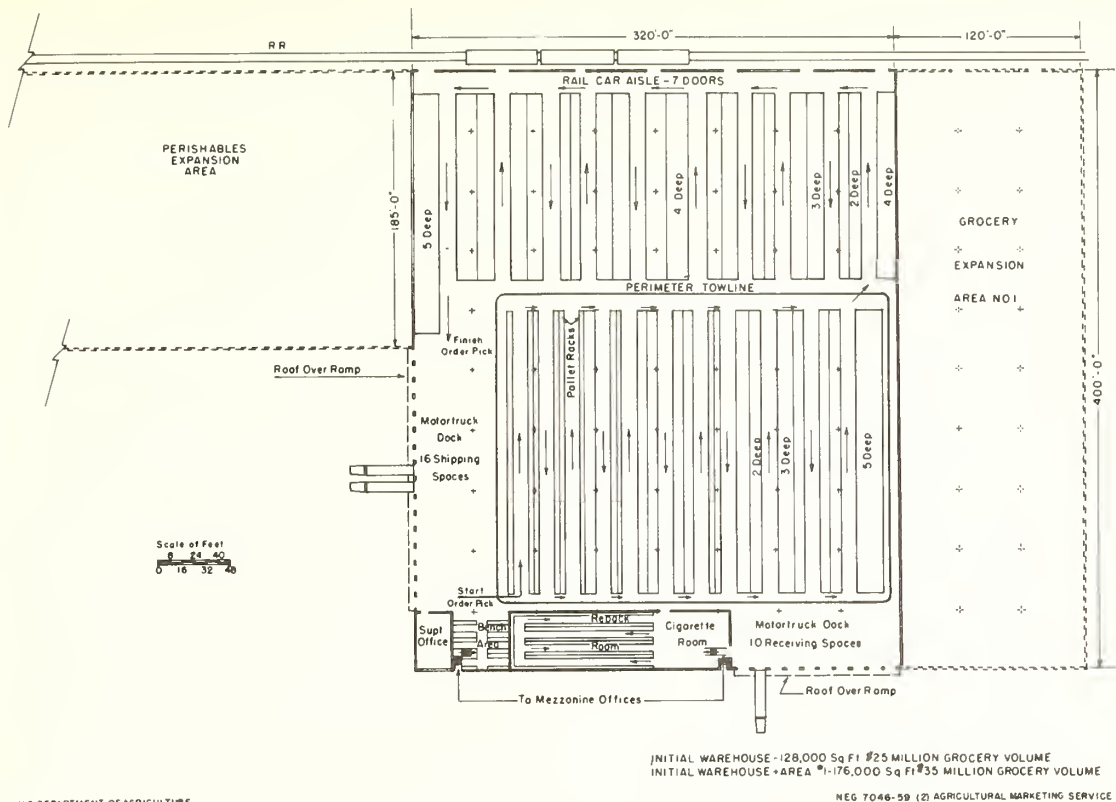 320'-0"
120'-0"
RR
RAIL CAR AISLE-7 DOORS
PERISHABLES
EXPANSION
AREA
185'-0"
5 Deep
4 Deep
3 Deep
2 Deep
4 Deep
GROCERY
EXPANSION
AREA NO1
PERIMETER TOWLINE
Finish
Order Pick
Pallet Racks
Roof Over Ramp
400'-0"
Motortruck
Dock
16 Shipping
Spaces
2 Deep
3 Deep
5 Deep
Scale of Feet
8 24 40
0 16 32 48
Start
Order Pick
Supt
Office
Bench
Area
Repack
Room
Cigarette
Room
Motortruck Dock
10 Receiving Spaces
To Mezzanine Offices
Roof Over Ramp
INITIAL WAREHOUSE-128,000 Sq Ft $25 MILLION GROCERY VOLUME
INITIAL WAREHOUSE+AREA #1-176,000 Sq Ft $35 MILLION GROCERY VOLUME
NEG 7046-59 (2) AGRICULTURAL MARKETING SERVICE
DEPARTMENT OF AGRICULTURE